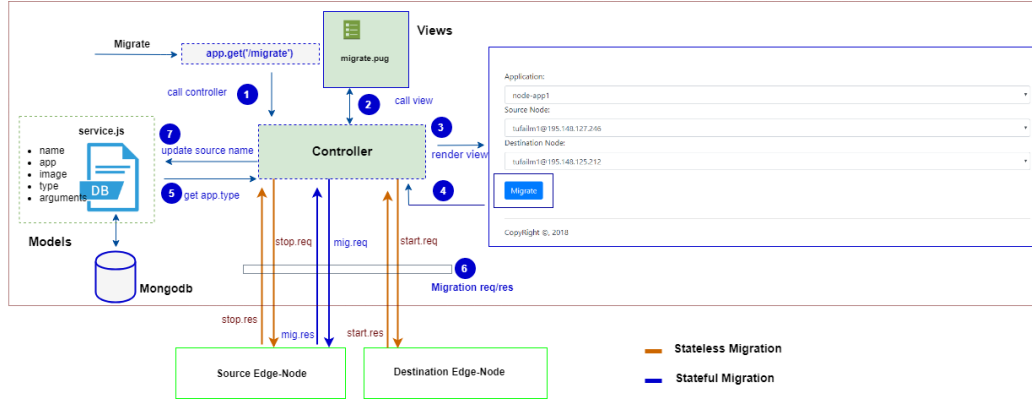 Migrate
app.get('/migrate')
Views
migrate.pug
call controller
1
2
call view
service.js
name
app
image
type
arguments
DB
7
update source name
Controller
3
render view
5
get app.type
4
Application:
node-app1
Source Node:
tufailm1@195.148.127.246
Destination Node:
tufailm1@195.148.125.212
Migrate
CopyRight ©, 2018
Models
Mongodb
stop.req
mig.req
start.req
6
Migration req/res
stop.res
mig.res
start.res
Source Edge-Node
Destination Edge-Node
Stateless Migration
Stateful Migration